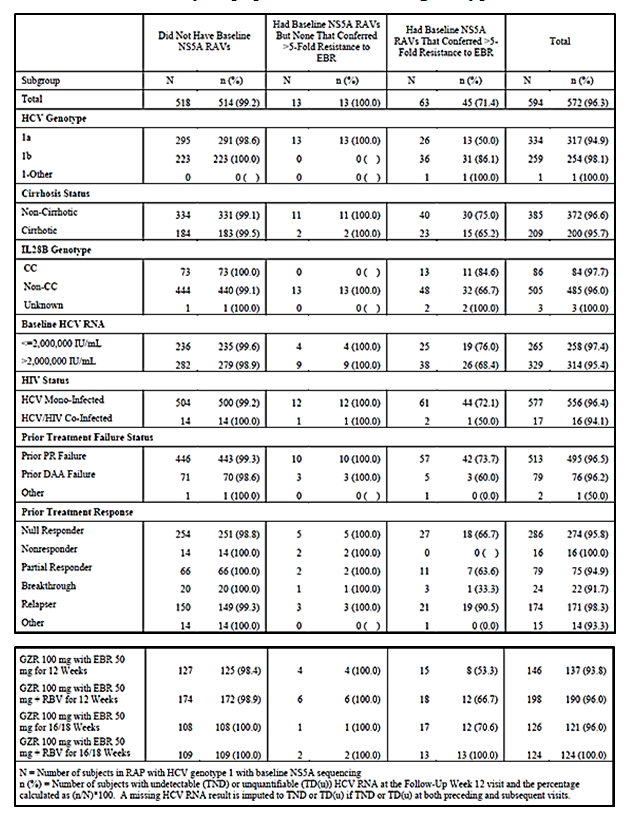 Did Not Have Baseline NS5A RAVs | Had Baseline NS5A RAVs But None That Conferred >5-Fold Resistance to EBR | Had Baseline NS5A RAVs That Conferred >5-Fold Resistance to EBR | Total
Subgroup N n (%) N n (%) N n (%) N n (%)
Total 518 514 (99.2) 13 13 (100.0) 63 45 (71.4) 594 572 (96.3)
HCV Genotype
1a 295 291 (98.6) 13 13 (100.0) 26 13 (50.0) 334 317 (94.9)
1b 223 223 (100.0) 0 0 ( ) 36 31 (86.1) 259 254 (98.1)
1-Other 0 0 ( ) 0 0 ( ) 1 1 (100.0) 1 1 (100.0)
Cirrhosis Status
Non-Cirrhotic 334 331 (99.1) 11 11 (100.0) 40 30 (75.0) 385 372 (96.6)
Cirrhotic 184 183 (99.5) 2 2 (100.0) 23 15 (65.2) 209 200 (95.7)
IL28B Genotype
CC 73 73 (100.0) 0 0 ( ) 13 11 (84.6) 86 84 (97.7)
Non-CC 444 440 (99.1) 13 13 (100.0) 48 32 (66.7) 505 485 (96.0)
Unknown 1 1 (100.0) 0 0 ( ) 2 2 (100.0) 3 3 (100.0)
Baseline HCV RNA
<=2,000,000 IU/mL 236 235 (99.6) 4 4 (100.0) 25 19 (76.0) 265 258 (97.4)
>2,000,000 IU/mL 282 279 (98.9) 9 9 (100.0) 38 26 (68.4) 329 314 (95.4)
HIV Status
HCV Mono-Infected 504 500 (99.2) 12 12 (100.0) 61 44 (72.1) 577 556 (96.4)
HCV/HIV Co-Infected 14 14 (100.0) 1 1 (100.0) 2 1 (50.0) 17 16 (94.1)
Prior Treatment Failure Status
Prior PR Failure 446 443 (99.3) 10 10 (100.0) 57 42 (73.7) 513 495 (96.5)
Prior DAA Failure 71 70 (98.6) 3 3 (100.0) 5 3 (60.0) 79 76 (96.2)
Other 1 1 (100.0) 0 0 ( ) 1 0 (0.0) 2 1 (50.0)
Prior Treatment Response
Null Responder 254 251 (98.8) 5 5 (100.0) 27 18 (66.7) 286 274 (95.8)
Nonresponder 14 14 (100.0) 2 2 (100.0) 0 0 ( ) 16 16 (100.0)
Partial Responder 66 66 (100.0) 2 2 (100.0) 11 7 (63.6) 79 75 (94.9)
Breakthrough 20 20 (100.0) 1 1 (100.0) 3 1 (33.3) 24 22 (91.7)
Relapser 150 149 (99.3) 3 3 (100.0) 21 19 (90.5) 174 171 (98.3)
Other 14 14 (100.0) 0 0 ( ) 1 0 (0.0) 15 14 (93.3)
GZR 100 mg with EBR 50
mg for 12 Weeks 127 125 (98.4) 4 4 (100.0) 15 8 (53.3) 146 137 (93.8)
GZR 100 mg with EBR 50
mg + RBV for 12 Weeks 174 172 (98.9) 6 6 (100.0) 18 12 (66.7) 198 190 (96.0)
GZR 100 mg with EBR 50
mg for 16/18 Weeks 108 108 (100.0) 1 1 (100.0) 17 12 (70.6) 126 121 (96.0)
GZR 100 mg with EBR 50
mg + RBV for 16/18 Weeks 109 109 (100.0) 2 2 (100.0) 13 13 (100.0) 124 124 (100.0)
N = Number of subjects in RAP with HCV genotype 1 with baseline NS5A sequencing
n (%) = Number of subjects with undetectable (TND) or unquantifiable (TD(u)) HCV RNA at the Follow-Up Week 12 visit and the percentage
calculated as (n/N)*100. A missing HCV RNA result is imputed to TND or TD(u) if TND or TD(u) at both preceding and subsequent visits.